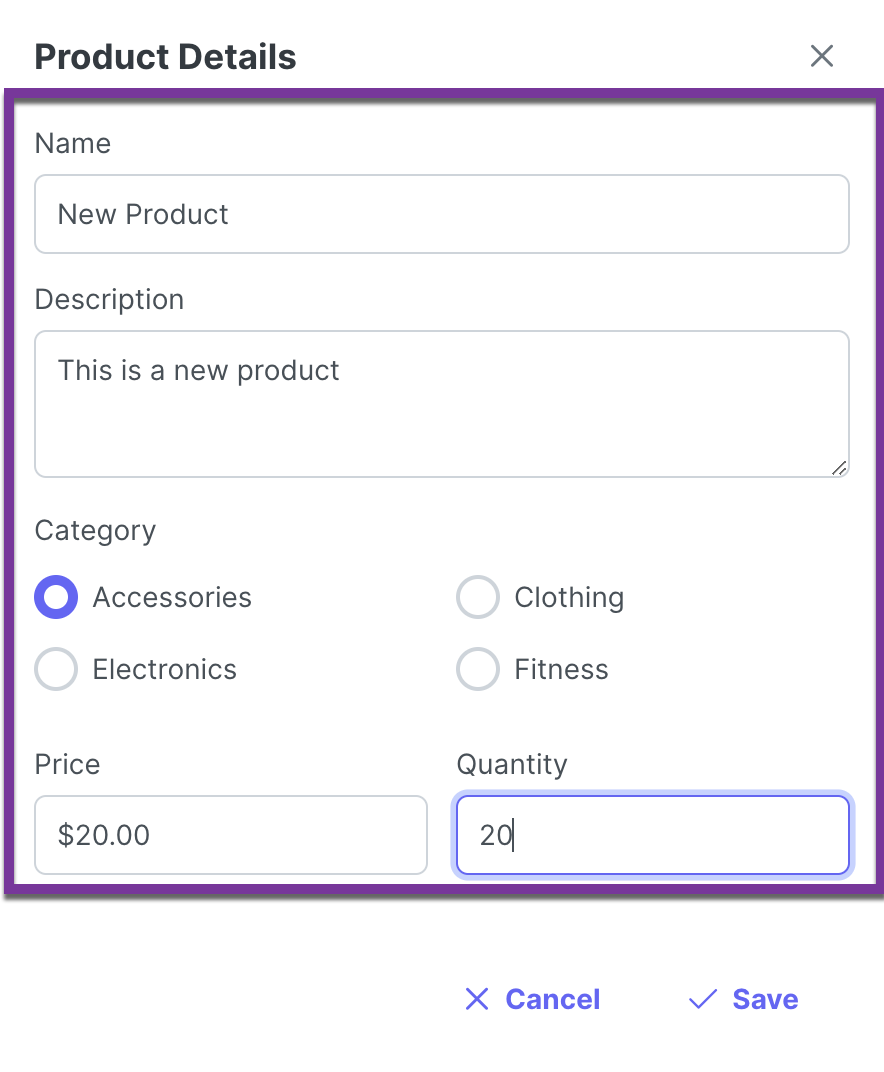 Product Details
Name
New Product
Description
This is a new product
Category
Accessories Clothing
Electronics Fitness
Price Quantity
$20.00 20
Cancel Save